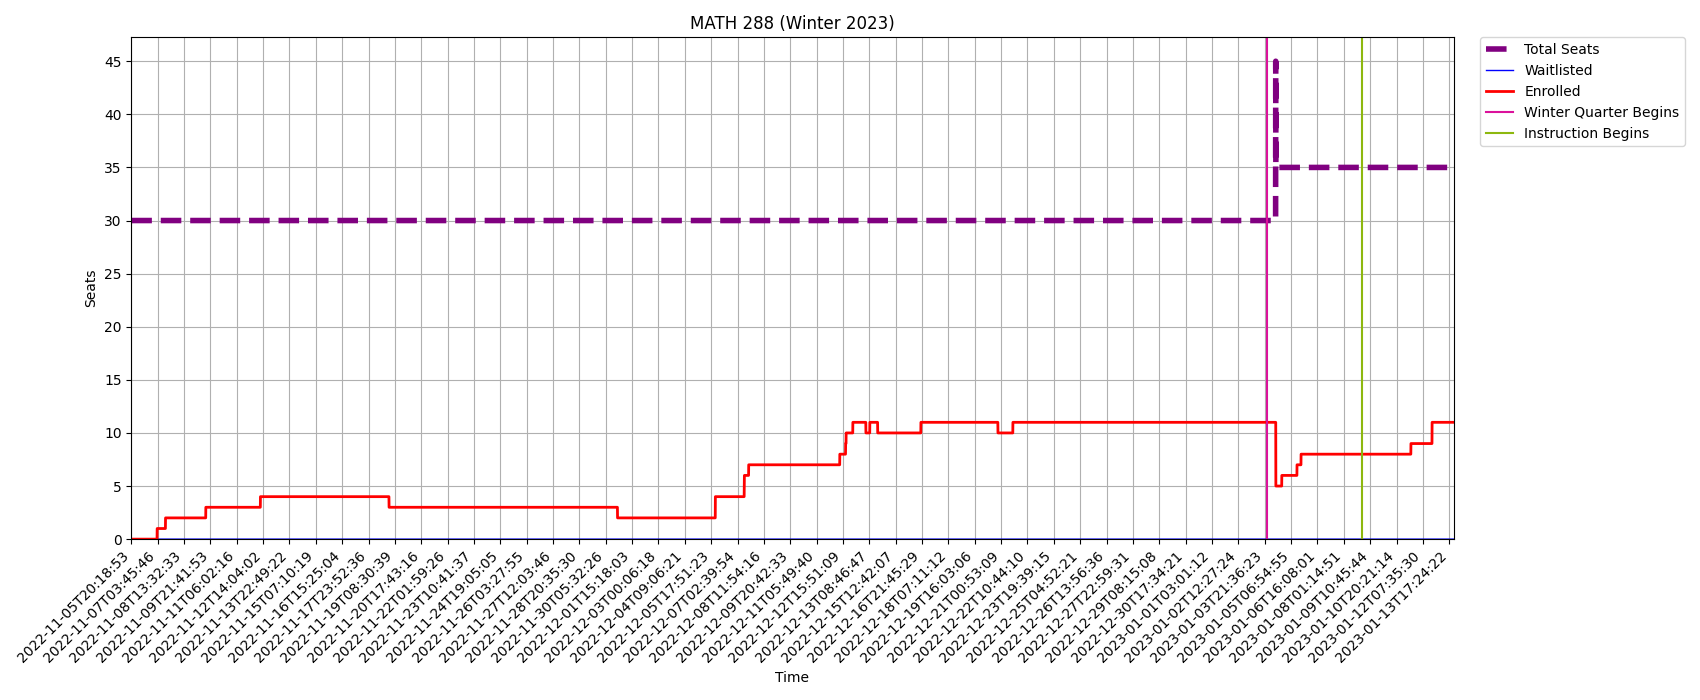 MATH 288 (Winter 2023)
Total Seats
Waitlisted
Enrolled
Winter Quarter Begins
Instruction Begins
45
40
35
30
25
20
15
10
5
0
Seats
2022-11-05T20:18:53
2022-11-07T03:45:46
2022-11-08T13:32:33
2022-11-09T21:41:53
2022-11-11T06:02:16
2022-11-12T14:04:02
2022-11-13T22:49:22
2022-11-15T07:10:19
2022-11-16T15:25:04
2022-11-17T23:52:36
2022-11-19T08:30:39
2022-11-20T17:43:16
2022-11-22T01:59:26
2022-11-23T10:41:37
2022-11-24T19:05:05
2022-11-26T03:27:55
2022-11-27T12:03:46
2022-11-28T20:35:30
2022-11-30T05:32:26
2022-12-01T15:18:03
2022-12-03T00:06:18
2022-12-04T09:06:21
2022-12-05T17:51:23
2022-12-07T02:39:54
2022-12-08T11:54:16
2022-12-09T20:42:33
2022-12-11T05:49:40
2022-12-12T15:51:09
2022-12-13T08:46:47
2022-12-15T12:42:07
2022-12-16T21:45:29
2022-12-18T07:11:12
2022-12-19T16:03:06
2022-12-21T00:53:09
2022-12-22T10:44:10
2022-12-23T19:39:15
2022-12-25T04:52:21
2022-12-26T13:56:36
2022-12-27T22:59:31
2022-12-29T08:15:08
2022-12-30T17:34:21
2023-01-01T03:01:12
2023-01-02T12:27:24
2023-01-03T21:36:23
2023-01-05T06:54:55
2023-01-06T16:08:01
2023-01-08T01:14:51
2023-01-09T10:45:44
2023-01-10T20:21:14
2023-01-12T07:35:30
2023-01-13T17:24:22
Time